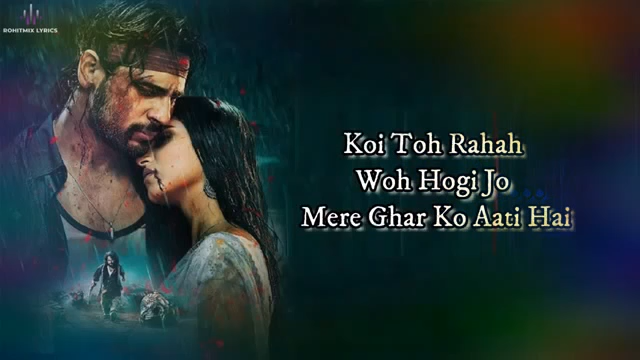 ROHITMIX LYRICS
Koi Toh Rahah
Woh Hogi Jo
Mere Ghar Ko Aati Hai